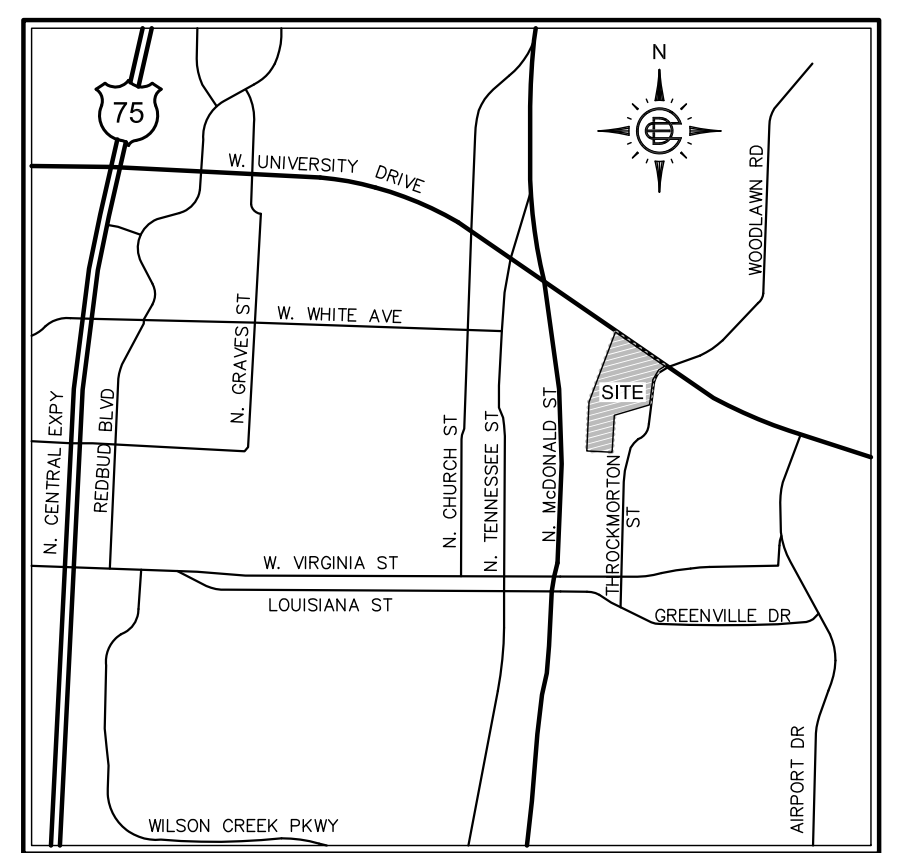 N
75
W. UNIVERSITY DRIVE
WOODLAWN RD
W. WHITE AVE
N. GRAVES ST
SITE
N. CENTRAL EXPY
REDBUD BLVD
N. CHURCH ST
N. TENNESSEE ST
N. McDONALD ST
THROCKMORTON
ST
W. VIRGINIA ST
LOUISIANA ST
GREENVILLE DR
AIRPORT DR
WILSON CREEK PKWY